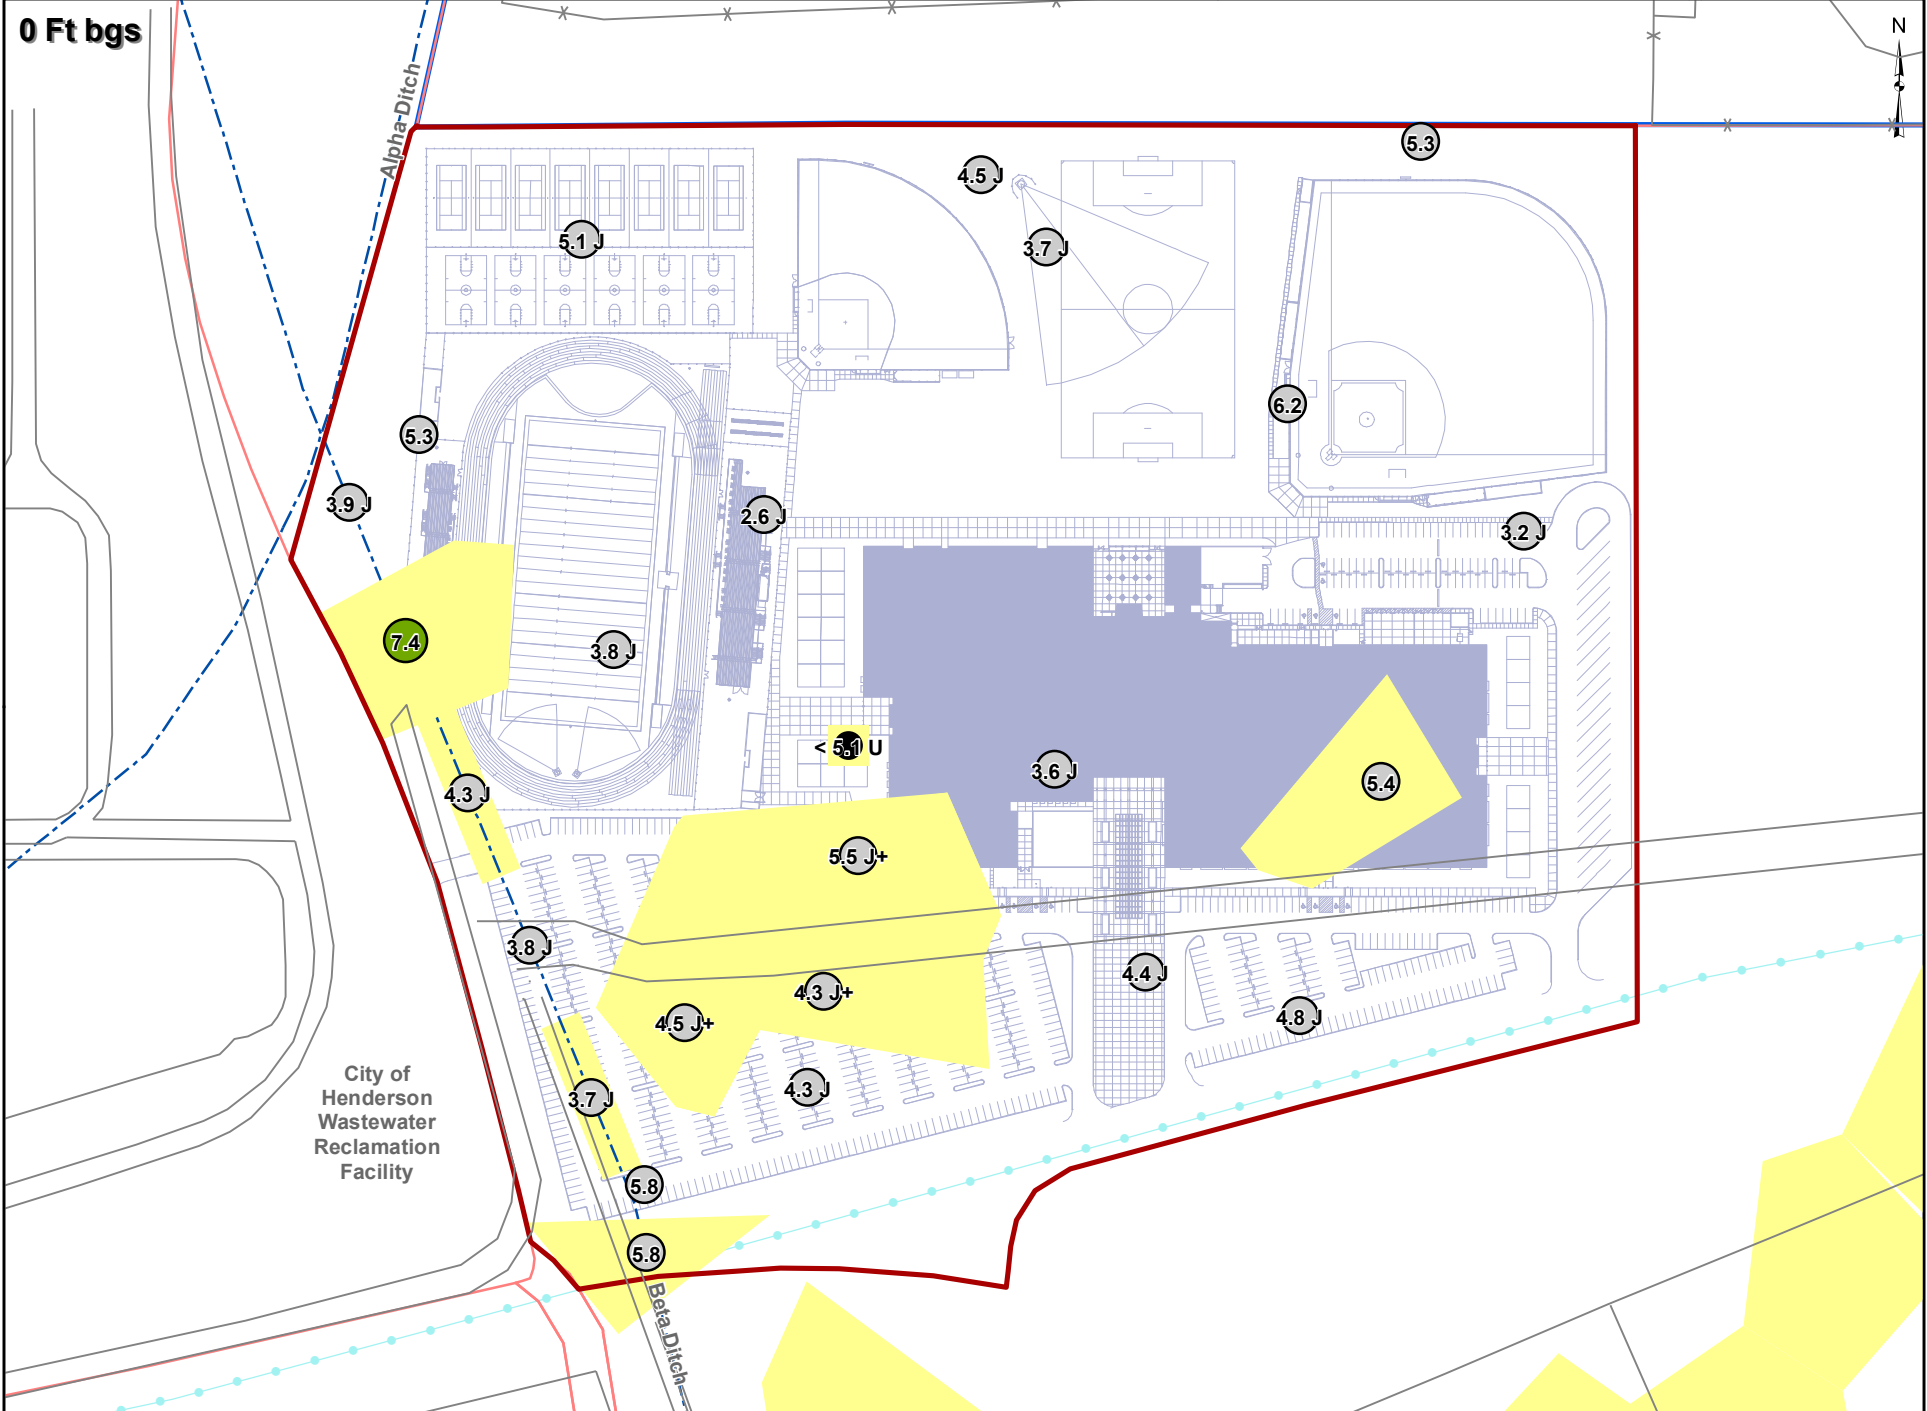 0 Ft bgs
N
Alpha Ditch
5.3
4.5 J
5.1 J
3.7 J
6.2
5.3
3.9 J
2.6 J
3.2 J
7.4
3.8 J
< 5.1 U
3.6 J
5.4
4.3 J
5.5 J+
3.8 J
4.4 J
4.3 J+
4.5 J+
4.8 J
City of
Henderson
Wastewater
Reclamation
Facility
4.3 J
3.7 J
5.8
5.8
Beta Ditch